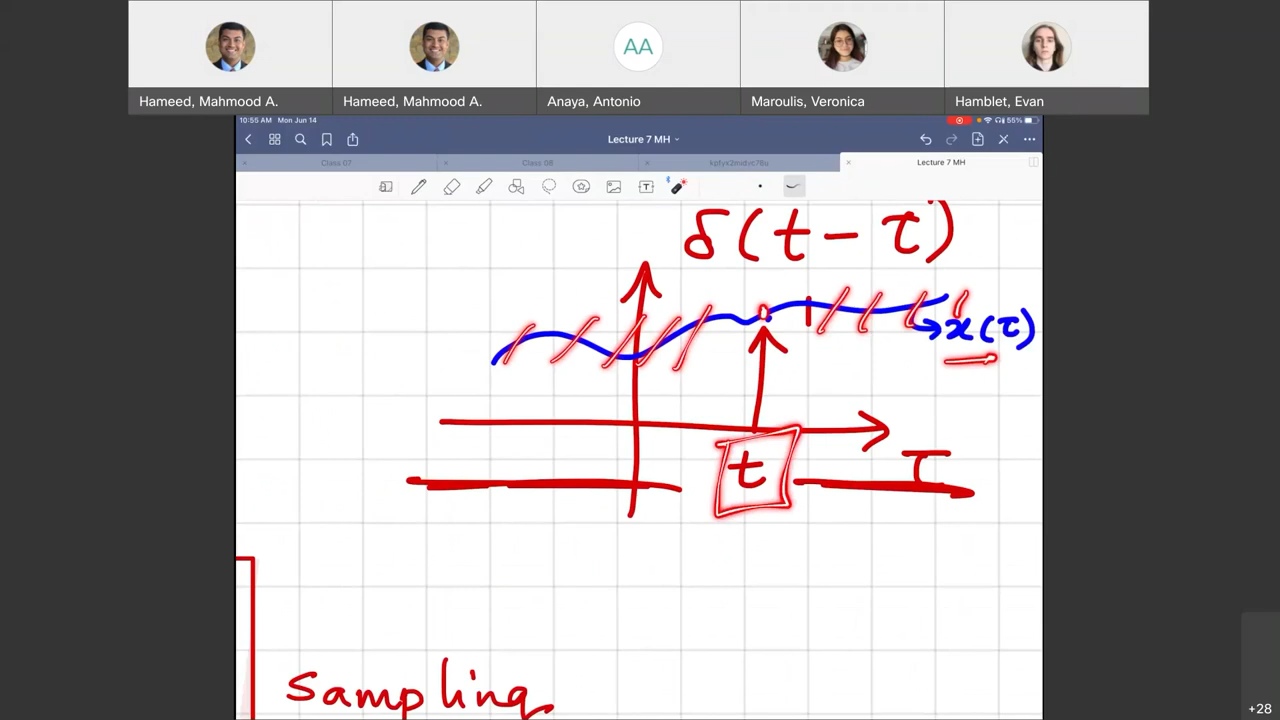 AA
Hameed, Mahmood A.
Hameed, Mahmood A.
Anaya, Antonio
Maroulis, Veronica
Hamblet, Evan
10:55 AM Mon Jun 14
55%
Lecture 7 MH
Class 07
Class 08
Lecture 7 MH
T
δ(t-τ)
x(τ)
t
τ
Sampling
+28